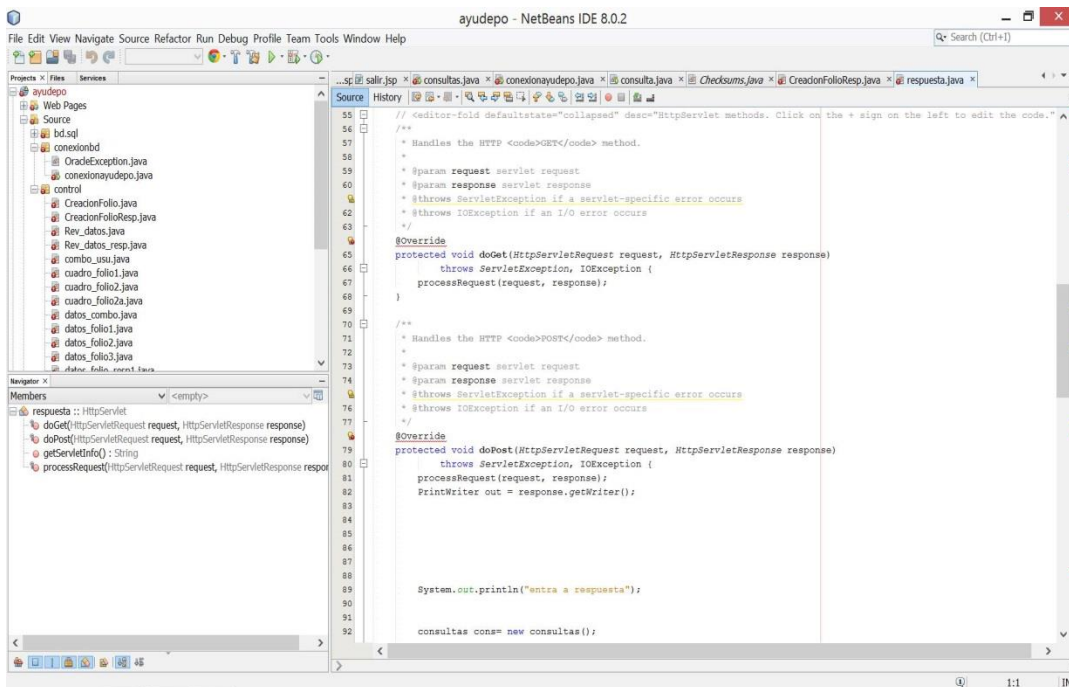 ayudepo - NetBeans IDE 8.0.2
File Edit View Navigate Source Refactor Run Debug Profile Team Tools Window Help
Search (Ctrl+I)
Projects × Files Services
ayudepo
Web Pages
Source
bd.sql
conexionbd
OracleException.java
conexionayudepo.java
control
CreacionFolio.java
CreacionFolioResp.java
Rev_datos.java
Rev_datos_resp.java
combo_usu.java
cuadro_folio1.java
cuadro_folio2.java
cuadro_folio2a.java
datos_combo.java
datos_folio1.java
datos_folio2.java
datos_folio3.java
datos_folio_resp1.java
Navigator ×
Members <empty>
respuesta :: HttpServlet
doGet(HttpServletRequest request, HttpServletResponse response)
doPost(HttpServletRequest request, HttpServletResponse response)
getServletInfo() : String
processRequest(HttpServletRequest request, HttpServletResponse respor
...sp salir.jsp × consultas.java × conexionayudepo.java × consulta.java × Checksums.java × CreacionFolioResp.java × respuesta.java ×
Source History
55 // <editor-fold defaultstate="collapsed" desc="HttpServlet methods. Click on the + sign on the left to edit the code."
56 /**
57 * Handles the HTTP <code>GET</code> method.
58 *
59 * @param request servlet request
60 * @param response servlet response
* @throws ServletException if a servlet-specific error occurs
62 * @throws IOException if an I/O error occurs
63 */
@Override
65 protected void doGet(HttpServletRequest request, HttpServletResponse response)
66 throws ServletException, IOException {
67 processRequest(request, response);
68 }
69
70 /**
71 * Handles the HTTP <code>POST</code> method.
72 *
73 * @param request servlet request
74 * @param response servlet response
* @throws ServletException if a servlet-specific error occurs
76 * @throws IOException if an I/O error occurs
77 */
@Override
79 protected void doPost(HttpServletRequest request, HttpServletResponse response)
80 throws ServletException, IOException {
81 processRequest(request, response);
82 PrintWriter out = response.getWriter();
83
84
85
86
87
88
89 System.out.println("entra a respuesta");
90
91
92 consultas cons= new consultas();
1:1 IN